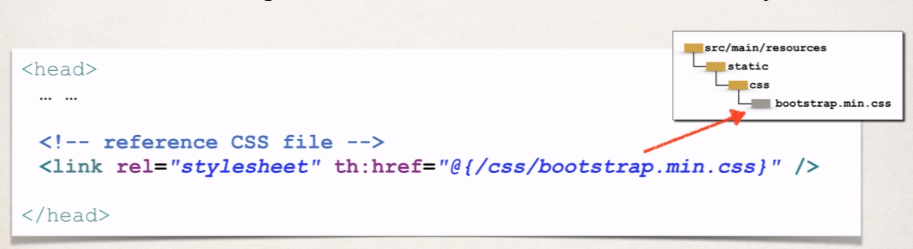 <head>
… …
<!-- reference CSS file -->
<link rel="stylesheet" th:href="@{/css/bootstrap.min.css}" />
</head>
src/main/resources
static
css
bootstrap.min.css